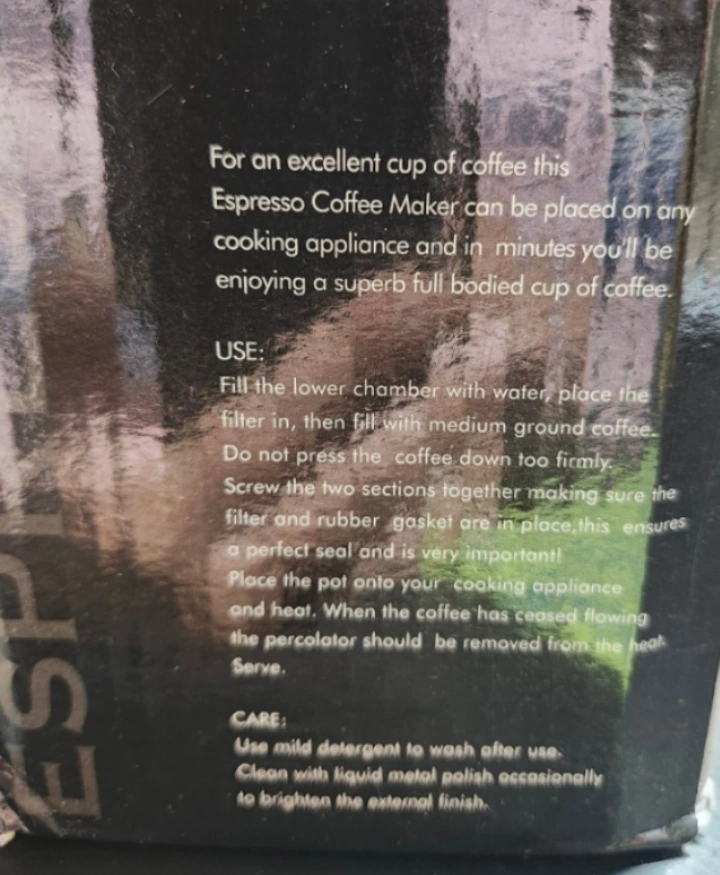 For an excellent cup of coffee this
Espresso Coffee Maker can be placed on any
cooking appliance and in minutes you'll be
enjoying a superb full bodied cup of coffee.
USE:
Fill the lower chamber with water, place the
filter in, then fill with medium ground coffee.
Do not press the coffee down too firmly.
Screw the two sections together making sure the
filter and rubber gasket are in place,this ensures
a perfect seal and is very important!
Place the pot onto your cooking appliance
and heat. When the coffee has ceased flowing
the percolator should be removed from the heat.
Serve.
CARE:
Use mild detergent to wash after use.
Clean with liquid metal polish occasionally
to brighten the external finish.